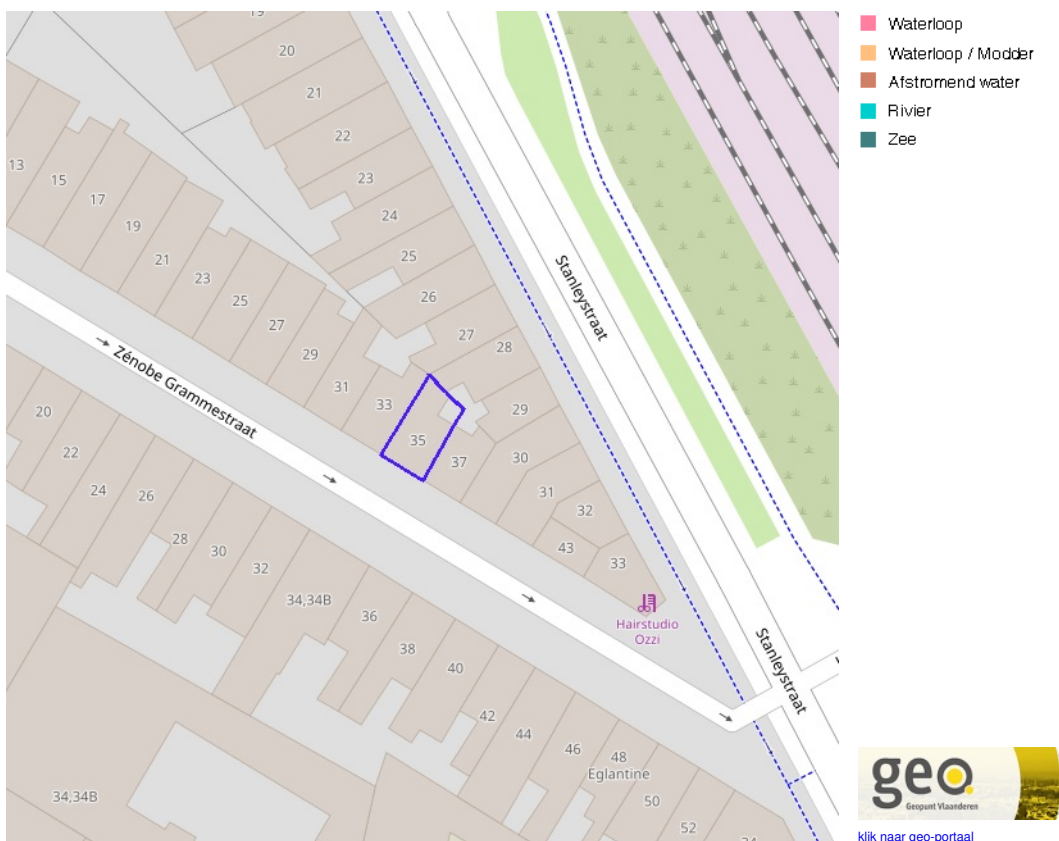 19
20
21
22
23
24
25
26
27
28
29
30
31
32
33
13
15
17
19
21
23
25
27
29
31
33
35
37
43
Zénobe Grammestraat
Stanleystraat
Stanleystraat
Hairstudio
Ozzi
20
22
24
26
28
30
32
34,34B
36
38
40
42
44
46
48
Eglantine
50
52
34,34B
Waterloop
Waterloop / Modder
Afstromend water
Rivier
Zee
geo.
Geopunt Vlaanderen
klik naar geo-portaal